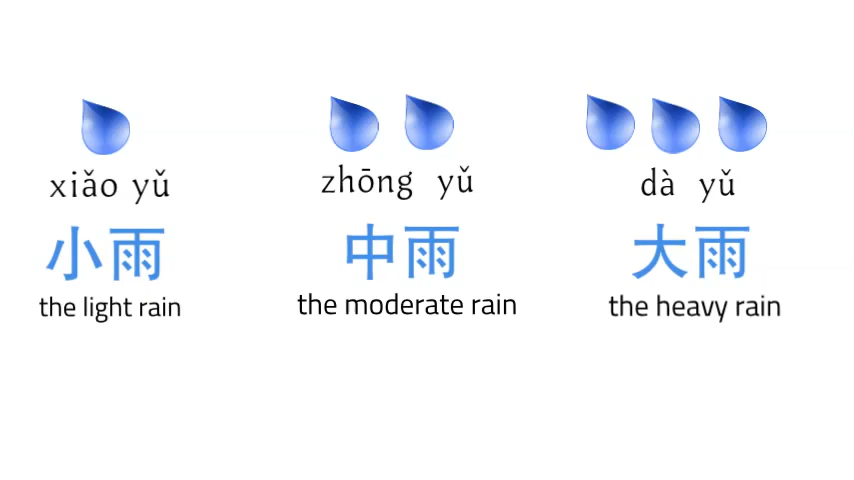 xiǎo yǔ
小雨
the light rain
zhōng yǔ
中雨
the moderate rain
dà yǔ
大雨
the heavy rain